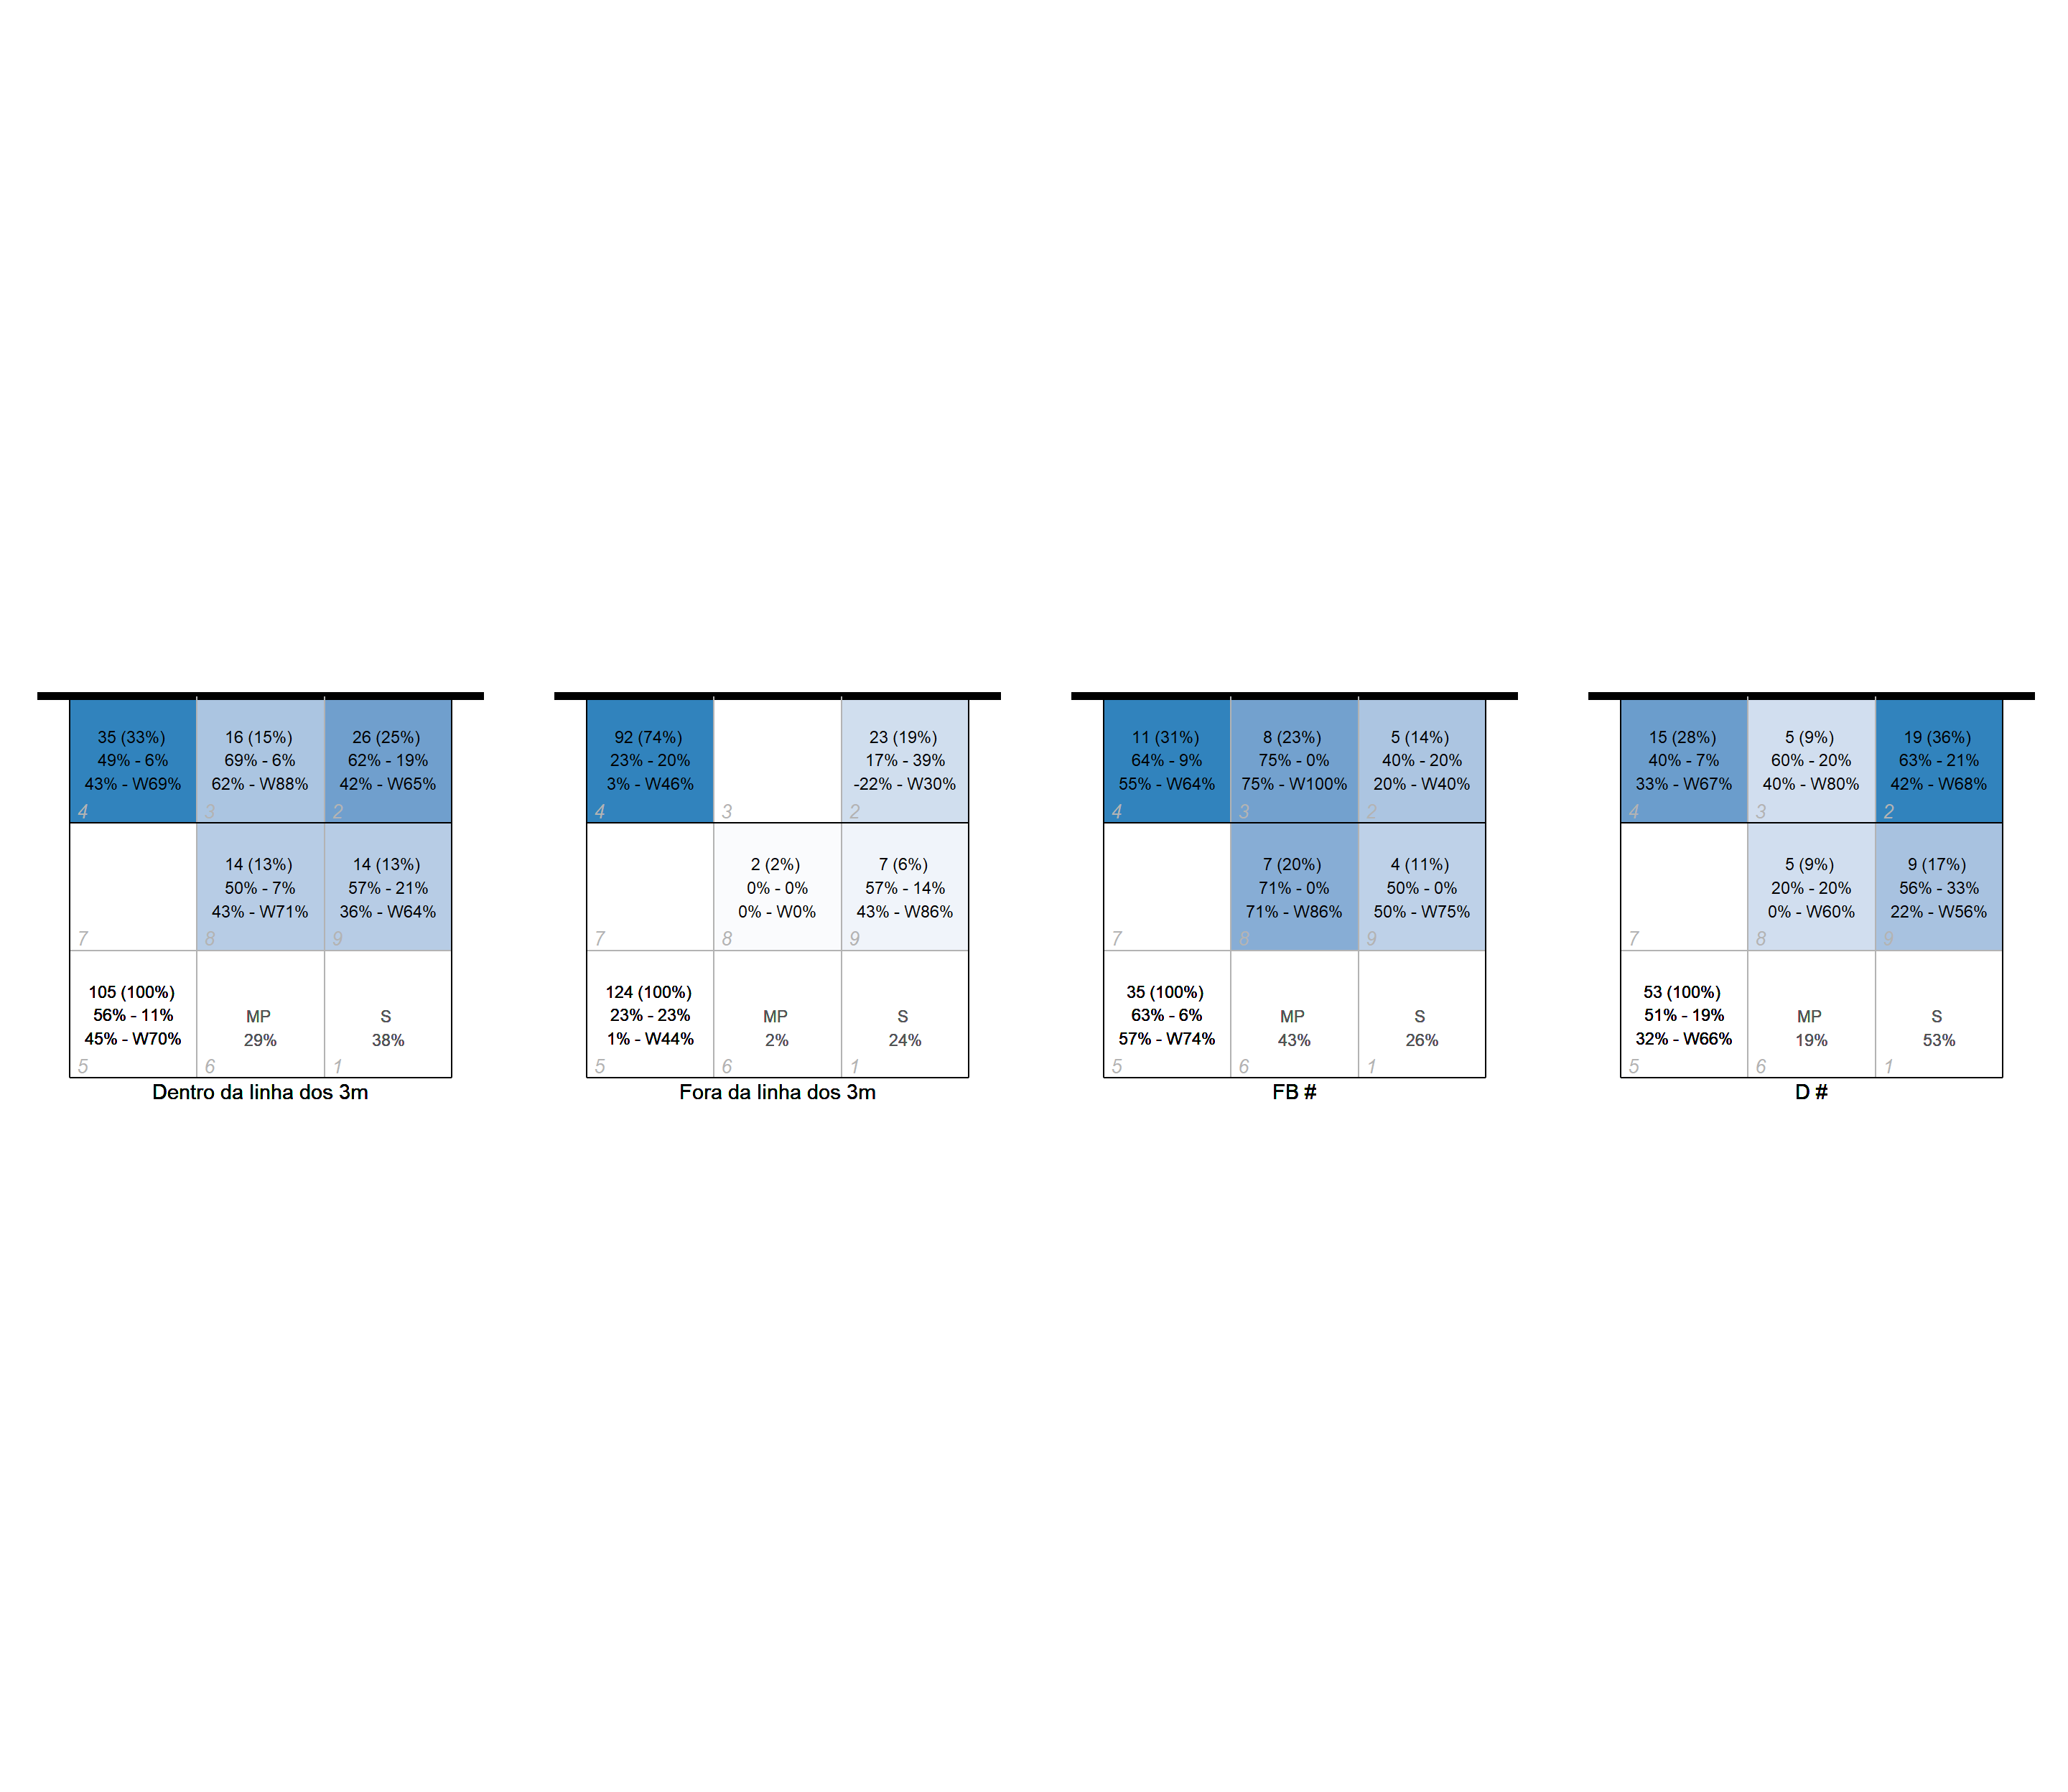 35 (33%)
49% - 6%
43% - W69%
4
16 (15%)
69% - 6%
62% - W88%
3
26 (25%)
62% - 19%
42% - W65%
2
7
14 (13%)
50% - 7%
43% - W71%
8
14 (13%)
57% - 21%
36% - W64%
9
105 (100%)
56% - 11%
45% - W70%
5
MP
29%
6
S
38%
1
Dentro da linha dos 3m
92 (74%)
23% - 20%
3% - W46%
4
3
23 (19%)
17% - 39%
-22% - W30%
2
7
2 (2%)
0% - 0%
0% - W0%
8
7 (6%)
57% - 14%
43% - W86%
9
124 (100%)
23% - 23%
1% - W44%
5
MP
2%
6
S
24%
1
Fora da linha dos 3m
11 (31%)
64% - 9%
55% - W64%
4
8 (23%)
75% - 0%
75% - W100%
3
5 (14%)
40% - 20%
20% - W40%
2
7
7 (20%)
71% - 0%
71% - W86%
8
4 (11%)
50% - 0%
50% - W75%
9
35 (100%)
63% - 6%
57% - W74%
5
MP
43%
6
S
26%
1
FB #
15 (28%)
40% - 7%
33% - W67%
4
5 (9%)
60% - 20%
40% - W80%
3
19 (36%)
63% - 21%
42% - W68%
2
7
5 (9%)
20% - 20%
0% - W60%
8
9 (17%)
56% - 33%
22% - W56%
9
53 (100%)
51% - 19%
32% - W66%
5
MP
19%
6
S
53%
1
D #